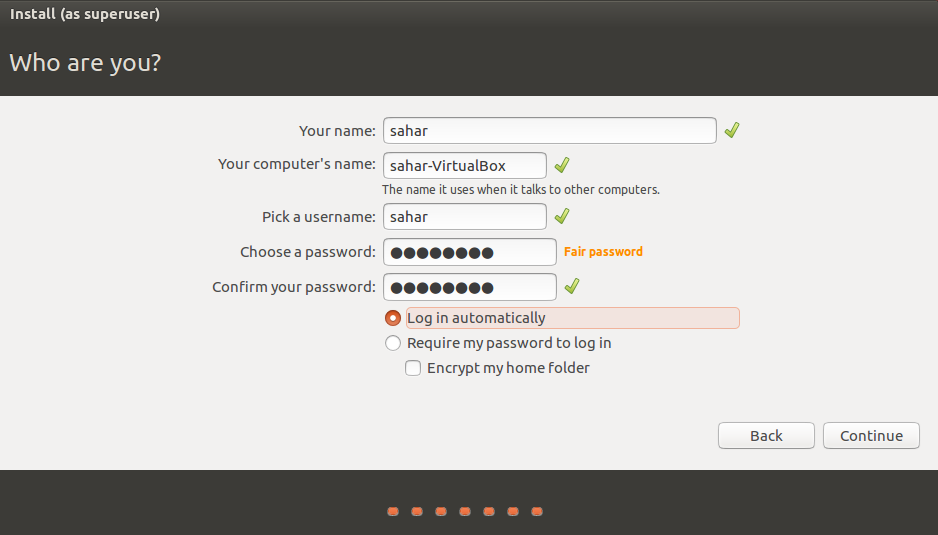 Install (as superuser)
Who are you?
Your name: sahar
Your computer's name: sahar-VirtualBox
The name it uses when it talks to other computers.
Pick a username: sahar
Choose a password: ●●●●●●●● Fair password
Confirm your password: ●●●●●●●●
Log in automatically
Require my password to log in
Encrypt my home folder
Back Continue